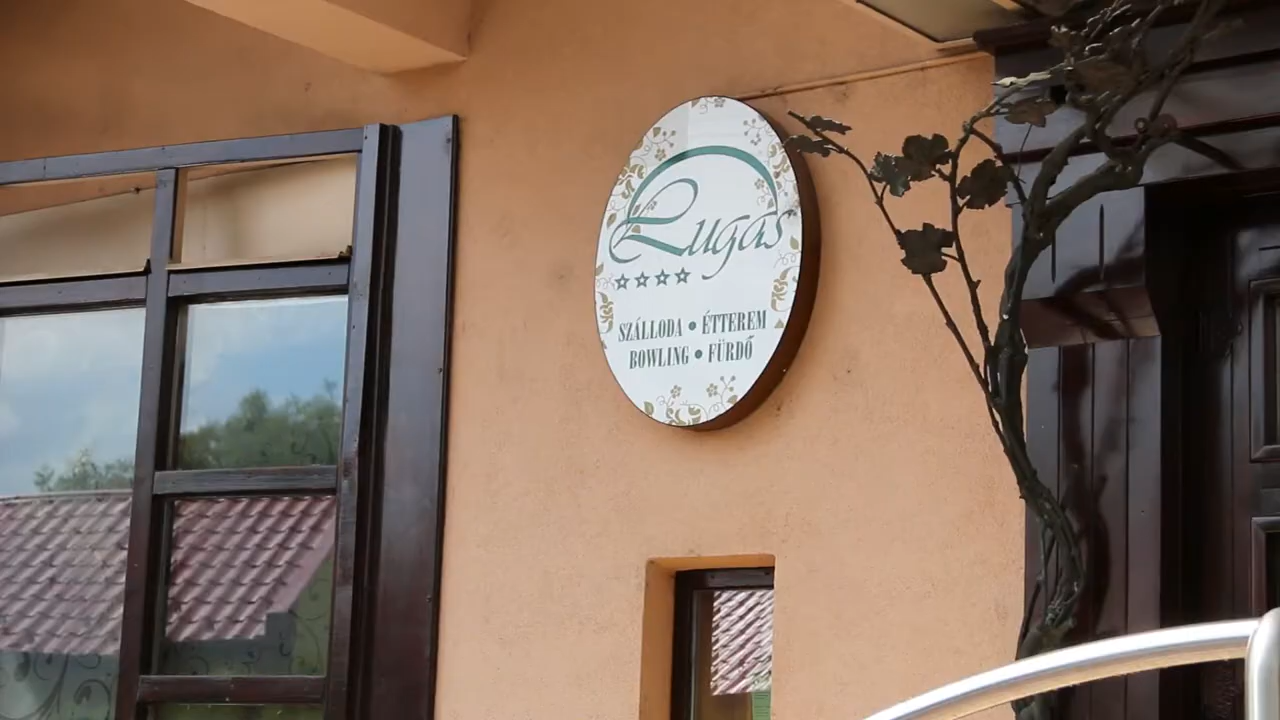 Lugas
SZÁLLODA • ÉTTEREM
BOWLING • FÜRDŐ